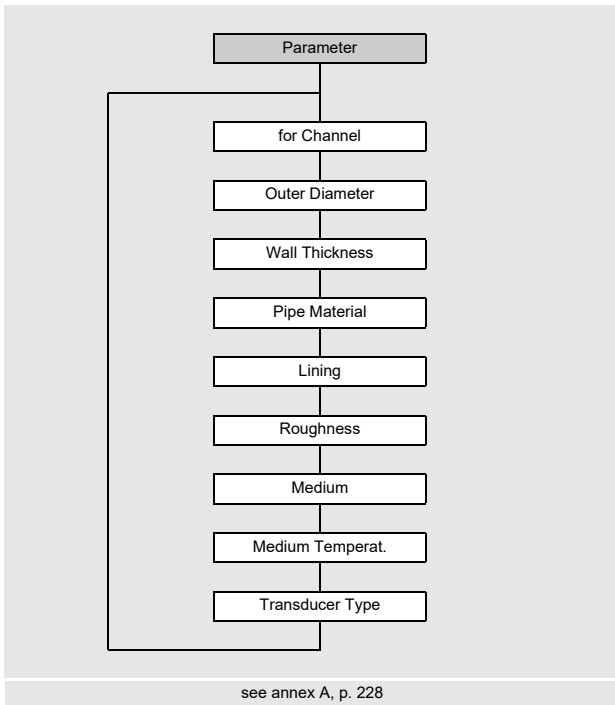 Parameter
for Channel
Outer Diameter
Wall Thickness
Pipe Material
Lining
Roughness
Medium
Medium Temperat.
Transducer Type
see annex A, p. 228